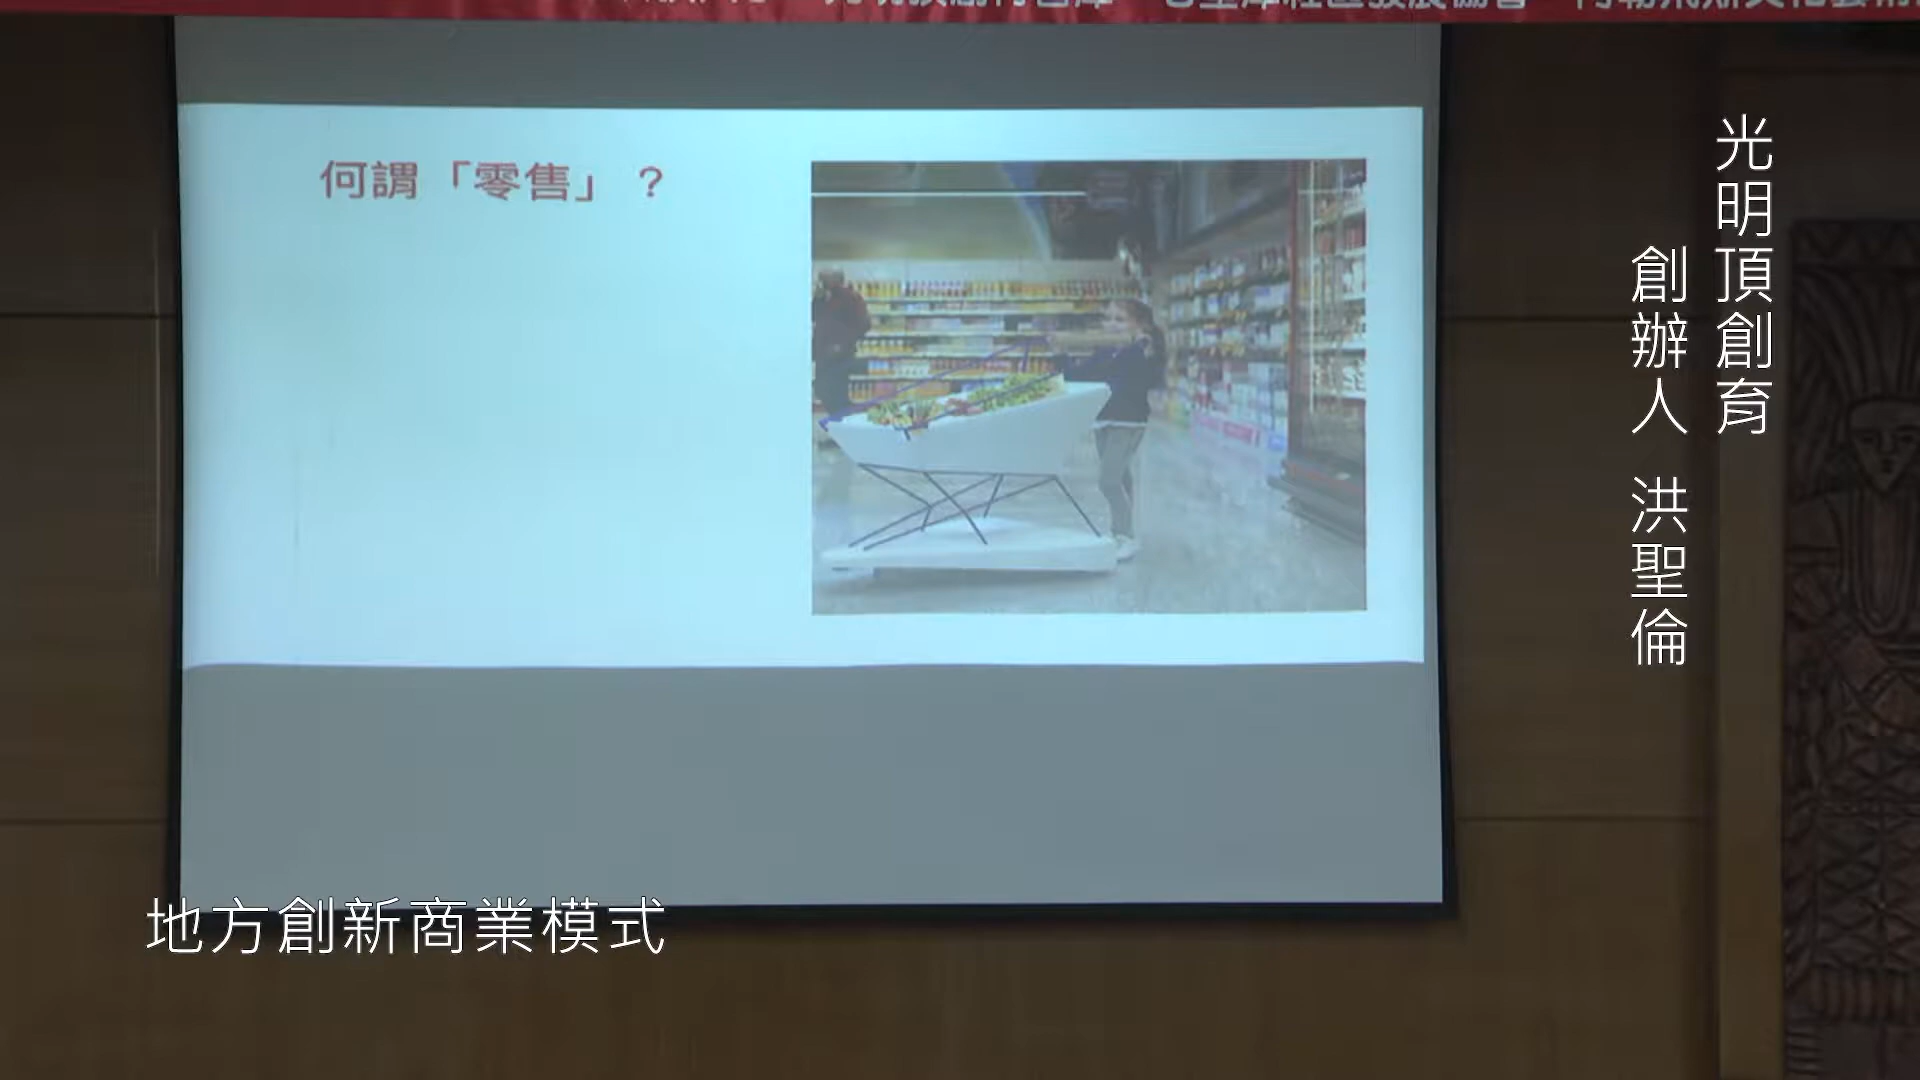 何謂「零售」？
光明頂創育
創辦人 洪聖倫
地方創新商業模式